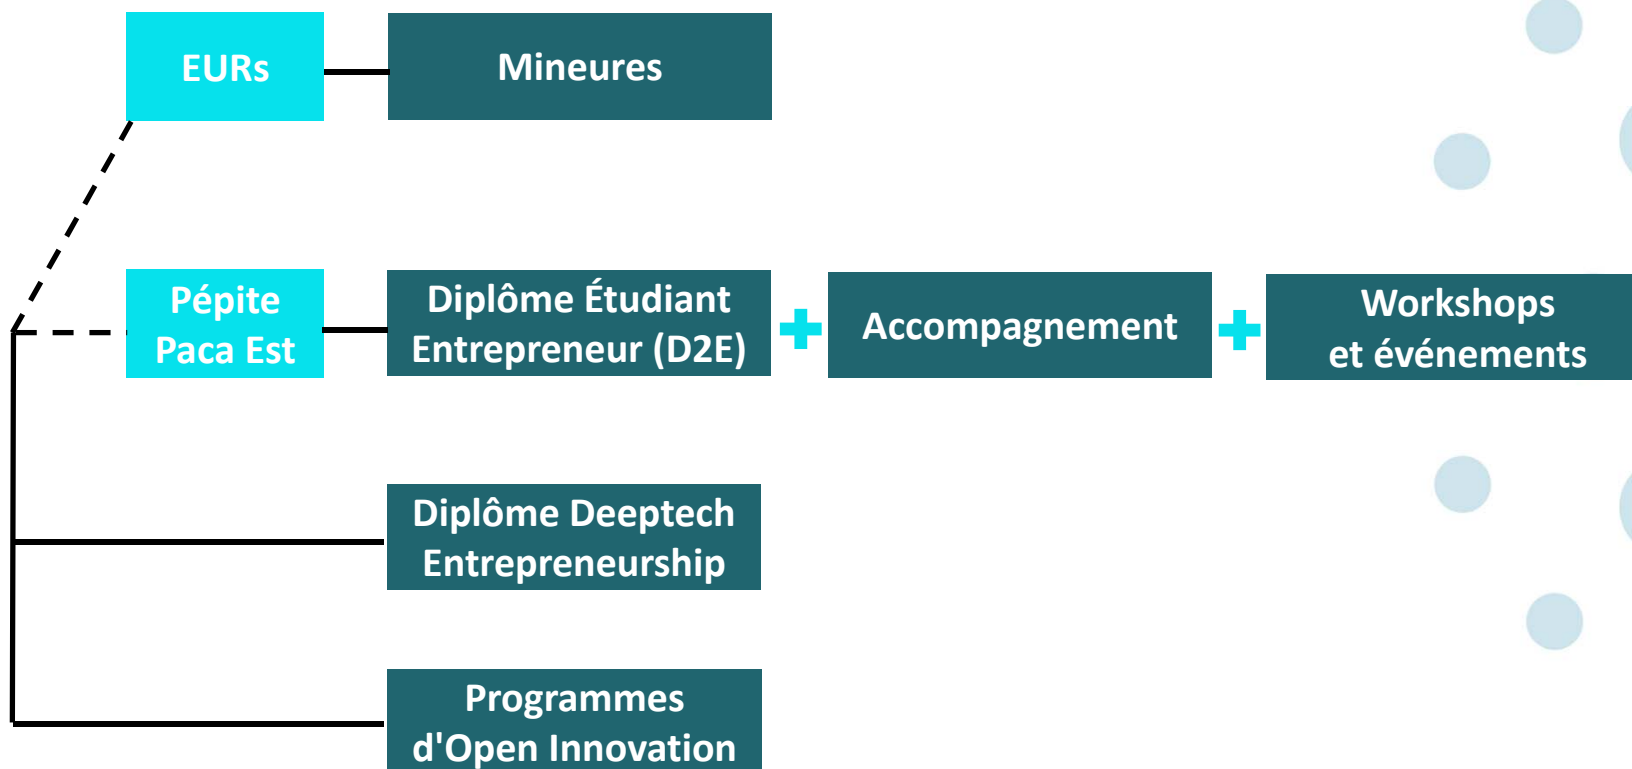 EURs
Mineures
Pépite
Paca Est
Diplôme Étudiant
Entrepreneur (D2E)
Accompagnement
Workshops
et événements
Diplôme Deeptech
Entrepreneurship
Programmes
d'Open Innovation